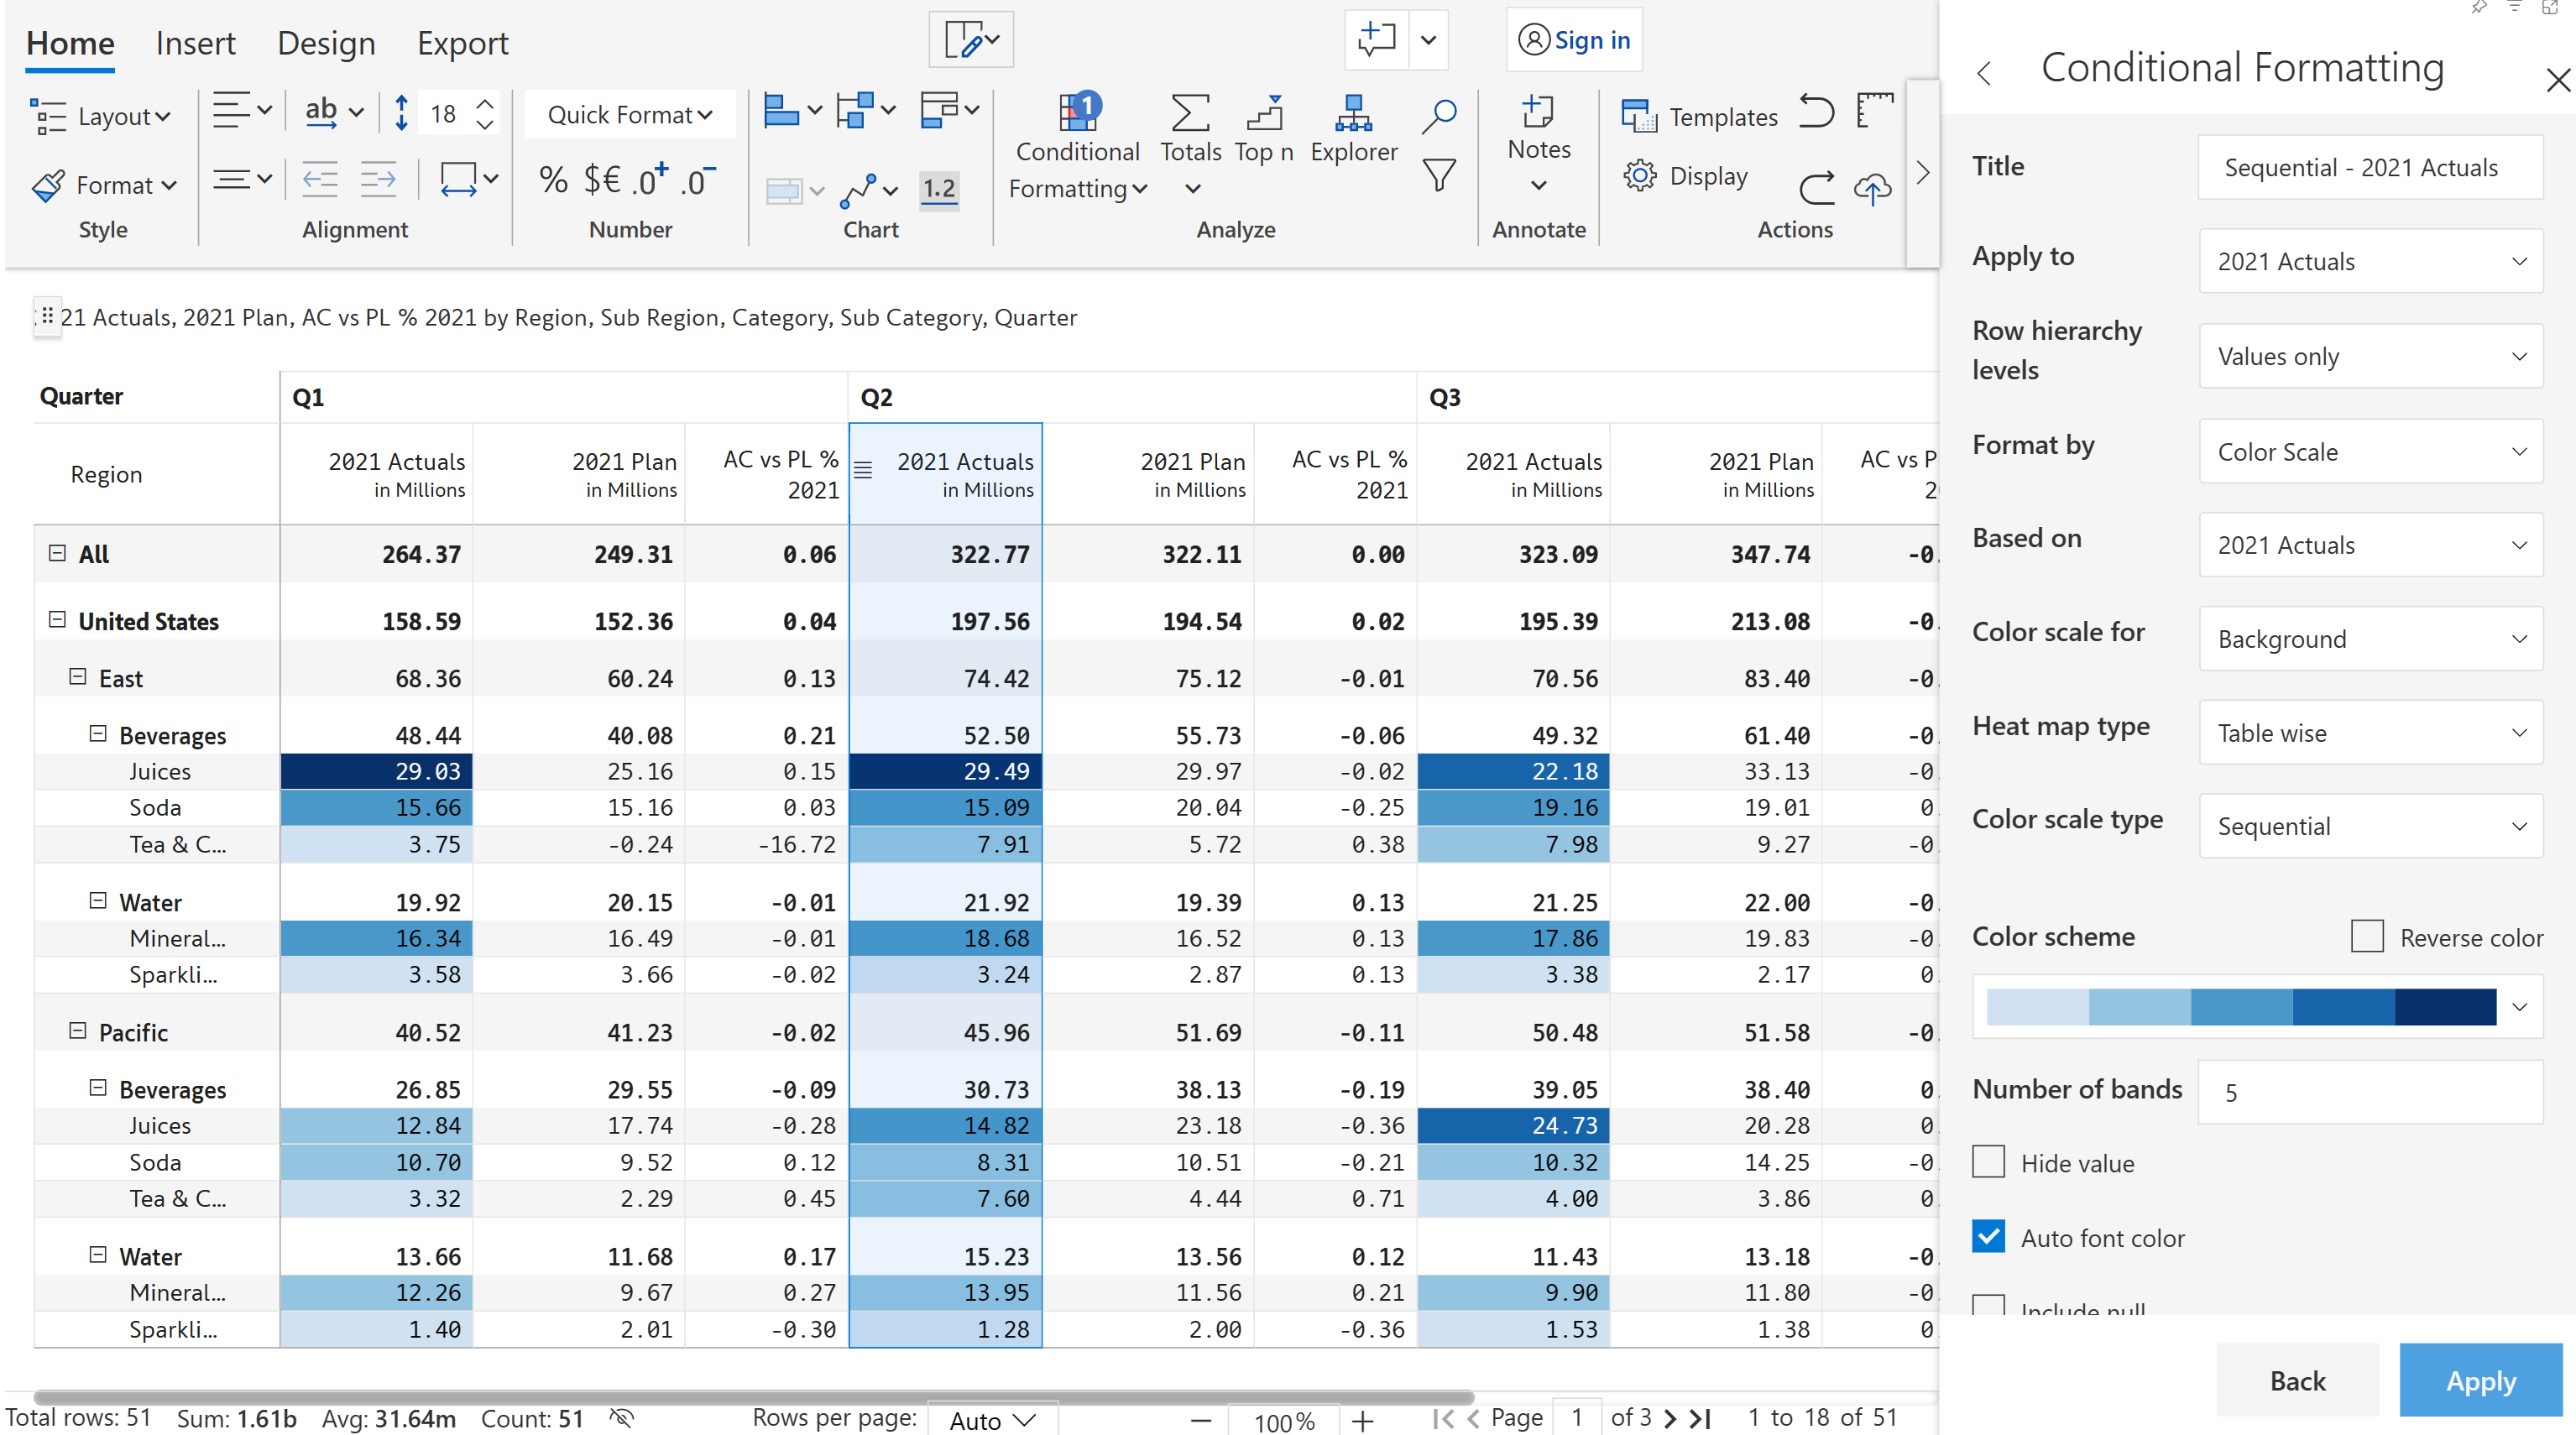 Home Insert Design Export Sign in
Layout ab 18 Quick Format 1
Conditional Formatting Totals Top n Explorer Notes Templates
Format % $€ .0+ .0− 1.2 Display
Style Alignment Number Chart Analyze Annotate Actions
21 Actuals, 2021 Plan, AC vs PL % 2021 by Region, Sub Region, Category, Sub Category, Quarter
Quarter Q1 Q2 Q3
Region 2021 Actuals in Millions 2021 Plan in Millions AC vs PL % 2021 2021 Actuals in Millions 2021 Plan in Millions AC vs PL % 2021 2021 Actuals in Millions 2021 Plan in Millions AC vs P 2
All 264.37 249.31 0.06 322.77 322.11 0.00 323.09 347.74 -0.
United States 158.59 152.36 0.04 197.56 194.54 0.02 195.39 213.08 -0.
East 68.36 60.24 0.13 74.42 75.12 -0.01 70.56 83.40 -0.
Beverages 48.44 40.08 0.21 52.50 55.73 -0.06 49.32 61.40 -0.
Juices 29.03 25.16 0.15 29.49 29.97 -0.02 22.18 33.13 -0.
Soda 15.66 15.16 0.03 15.09 20.04 -0.25 19.16 19.01 0.
Tea & C... 3.75 -0.24 -16.72 7.91 5.72 0.38 7.98 9.27 -0.
Water 19.92 20.15 -0.01 21.92 19.39 0.13 21.25 22.00 -0.
Mineral... 16.34 16.49 -0.01 18.68 16.52 0.13 17.86 19.83 -0.
Sparkli... 3.58 3.66 -0.02 3.24 2.87 0.13 3.38 2.17 0.
Pacific 40.52 41.23 -0.02 45.96 51.69 -0.11 50.48 51.58 -0.
Beverages 26.85 29.55 -0.09 30.73 38.13 -0.19 39.05 38.40 0.
Juices 12.84 17.74 -0.28 14.82 23.18 -0.36 24.73 20.28 0.
Soda 10.70 9.52 0.12 8.31 10.51 -0.21 10.32 14.25 -0.
Tea & C... 3.32 2.29 0.45 7.60 4.44 0.71 4.00 3.86 0.
Water 13.66 11.68 0.17 15.23 13.56 0.12 11.43 13.18 -0.
Mineral... 12.26 9.67 0.27 13.95 11.56 0.21 9.90 11.80 -0.
Sparkli... 1.40 2.01 -0.30 1.28 2.00 -0.36 1.53 1.38 0.
Total rows: 51 Sum: 1.61b Avg: 31.64m Count: 51 Rows per page: Auto 100% Page 1 of 3 1 to 18 of 51
Conditional Formatting
Title Sequential - 2021 Actuals
Apply to 2021 Actuals
Row hierarchy levels Values only
Format by Color Scale
Based on 2021 Actuals
Color scale for Background
Heat map type Table wise
Color scale type Sequential
Color scheme Reverse color
Number of bands 5
Hide value
Auto font color
Include null
Back Apply